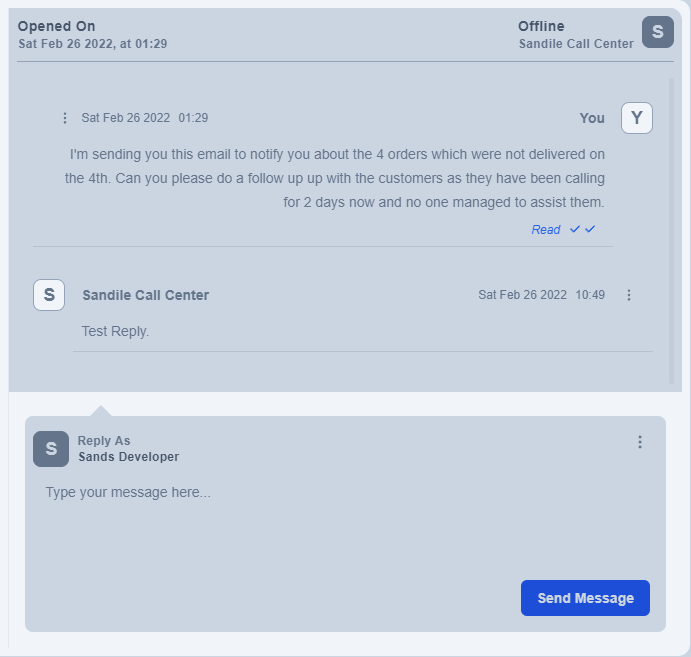 Opened On
Sat Feb 26 2022, at 01:29
Offline
Sandile Call Center
S
Sat Feb 26 2022 01:29
You
Y
I'm sending you this email to notify you about the 4 orders which were not delivered on
the 4th. Can you please do a follow up up with the customers as they have been calling
for 2 days now and no one managed to assist them.
Read
S
Sandile Call Center
Sat Feb 26 2022 10:49
Test Reply.
S
Reply As
Sands Developer
Type your message here...
Send Message